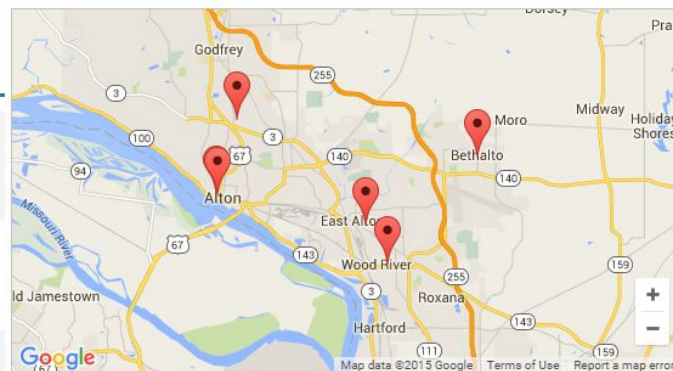 Dorsey
Pra
Godfrey
255
3
Moro
Midway
Holiday
Shores
100
3
67
140
Bethalto
140
94
Alton
Missouri River
East Alto
67
143
Wood River
159
3
255
ld Jamestown
Roxana
+
−
143
159
Hartford
111
Google
Map data ©2015 Google
Terms of Use
Report a map error